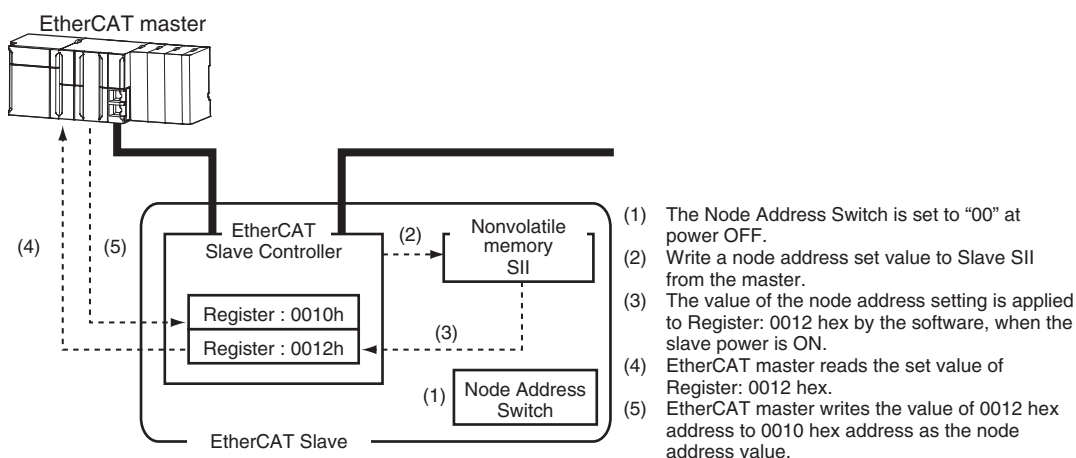 EtherCAT master
(4)
(5)
EtherCAT
Slave Controller
(2)
Nonvolatile
memory
SII
Register : 0010h
Register : 0012h
(3)
(1)
Node Address
Switch
EtherCAT Slave
(1) The Node Address Switch is set to “00” at
power OFF.
(2) Write a node address set value to Slave SII
from the master.
(3) The value of the node address setting is applied
to Register: 0012 hex by the software, when the
slave power is ON.
(4) EtherCAT master reads the set value of
Register: 0012 hex.
(5) EtherCAT master writes the value of 0012 hex
address to 0010 hex address as the node
address value.